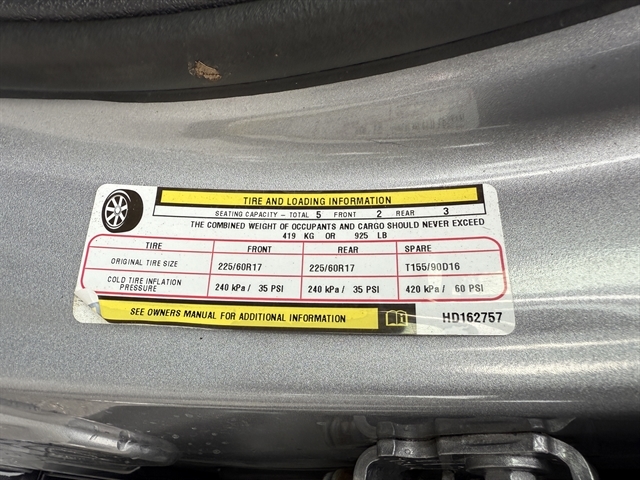 TIRE AND LOADING INFORMATION
SEATING CAPACITY - TOTAL 5 FRONT 2 REAR 3
THE COMBINED WEIGHT OF OCCUPANTS AND CARGO SHOULD NEVER EXCEED
419 KG OR 925 LB
TIRE FRONT REAR SPARE
ORIGINAL TIRE SIZE 225/60R17 225/60R17 T155/90D16
COLD TIRE INFLATION PRESSURE 240 kPa / 35 PSI 240 kPa / 35 PSI 420 kPa / 60 PSI
SEE OWNERS MANUAL FOR ADDITIONAL INFORMATION
HD162757